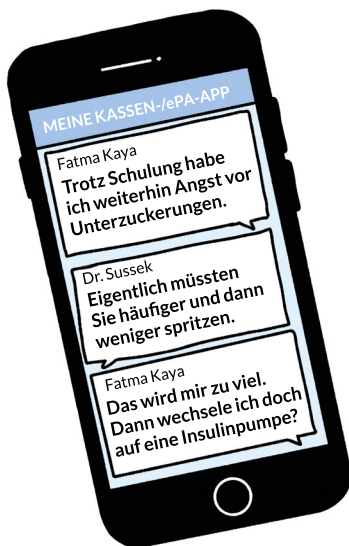 MEINE KASSEN-/ePA-APP
Fatma Kaya
Trotz Schulung habe
ich weiterhin Angst vor
Unterzuckerungen.
Dr. Sussek
Eigentlich müssten
Sie häufiger und dann
weniger spritzen.
Fatma Kaya
Das wird mir zu viel.
Dann wechsele ich doch
auf eine Insulinpumpe?